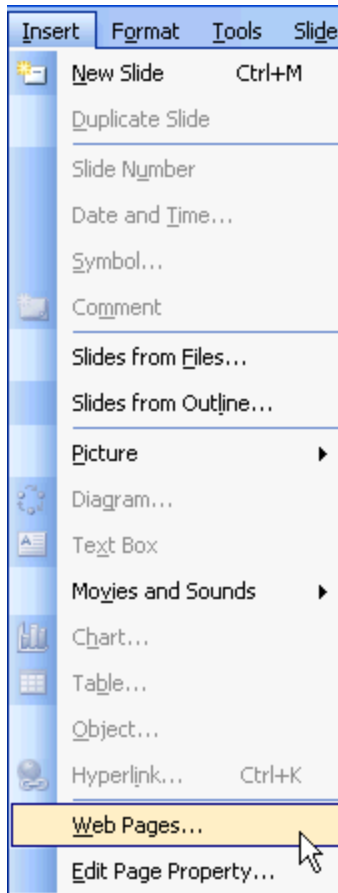 Insert Format Tools Slide
New Slide Ctrl+M
Duplicate Slide
Slide Number
Date and Time...
Symbol...
Comment
Slides from Files...
Slides from Outline...
Picture
Diagram...
Text Box
Movies and Sounds
Chart...
Table...
Object...
Hyperlink... Ctrl+K
Web Pages...
Edit Page Property...